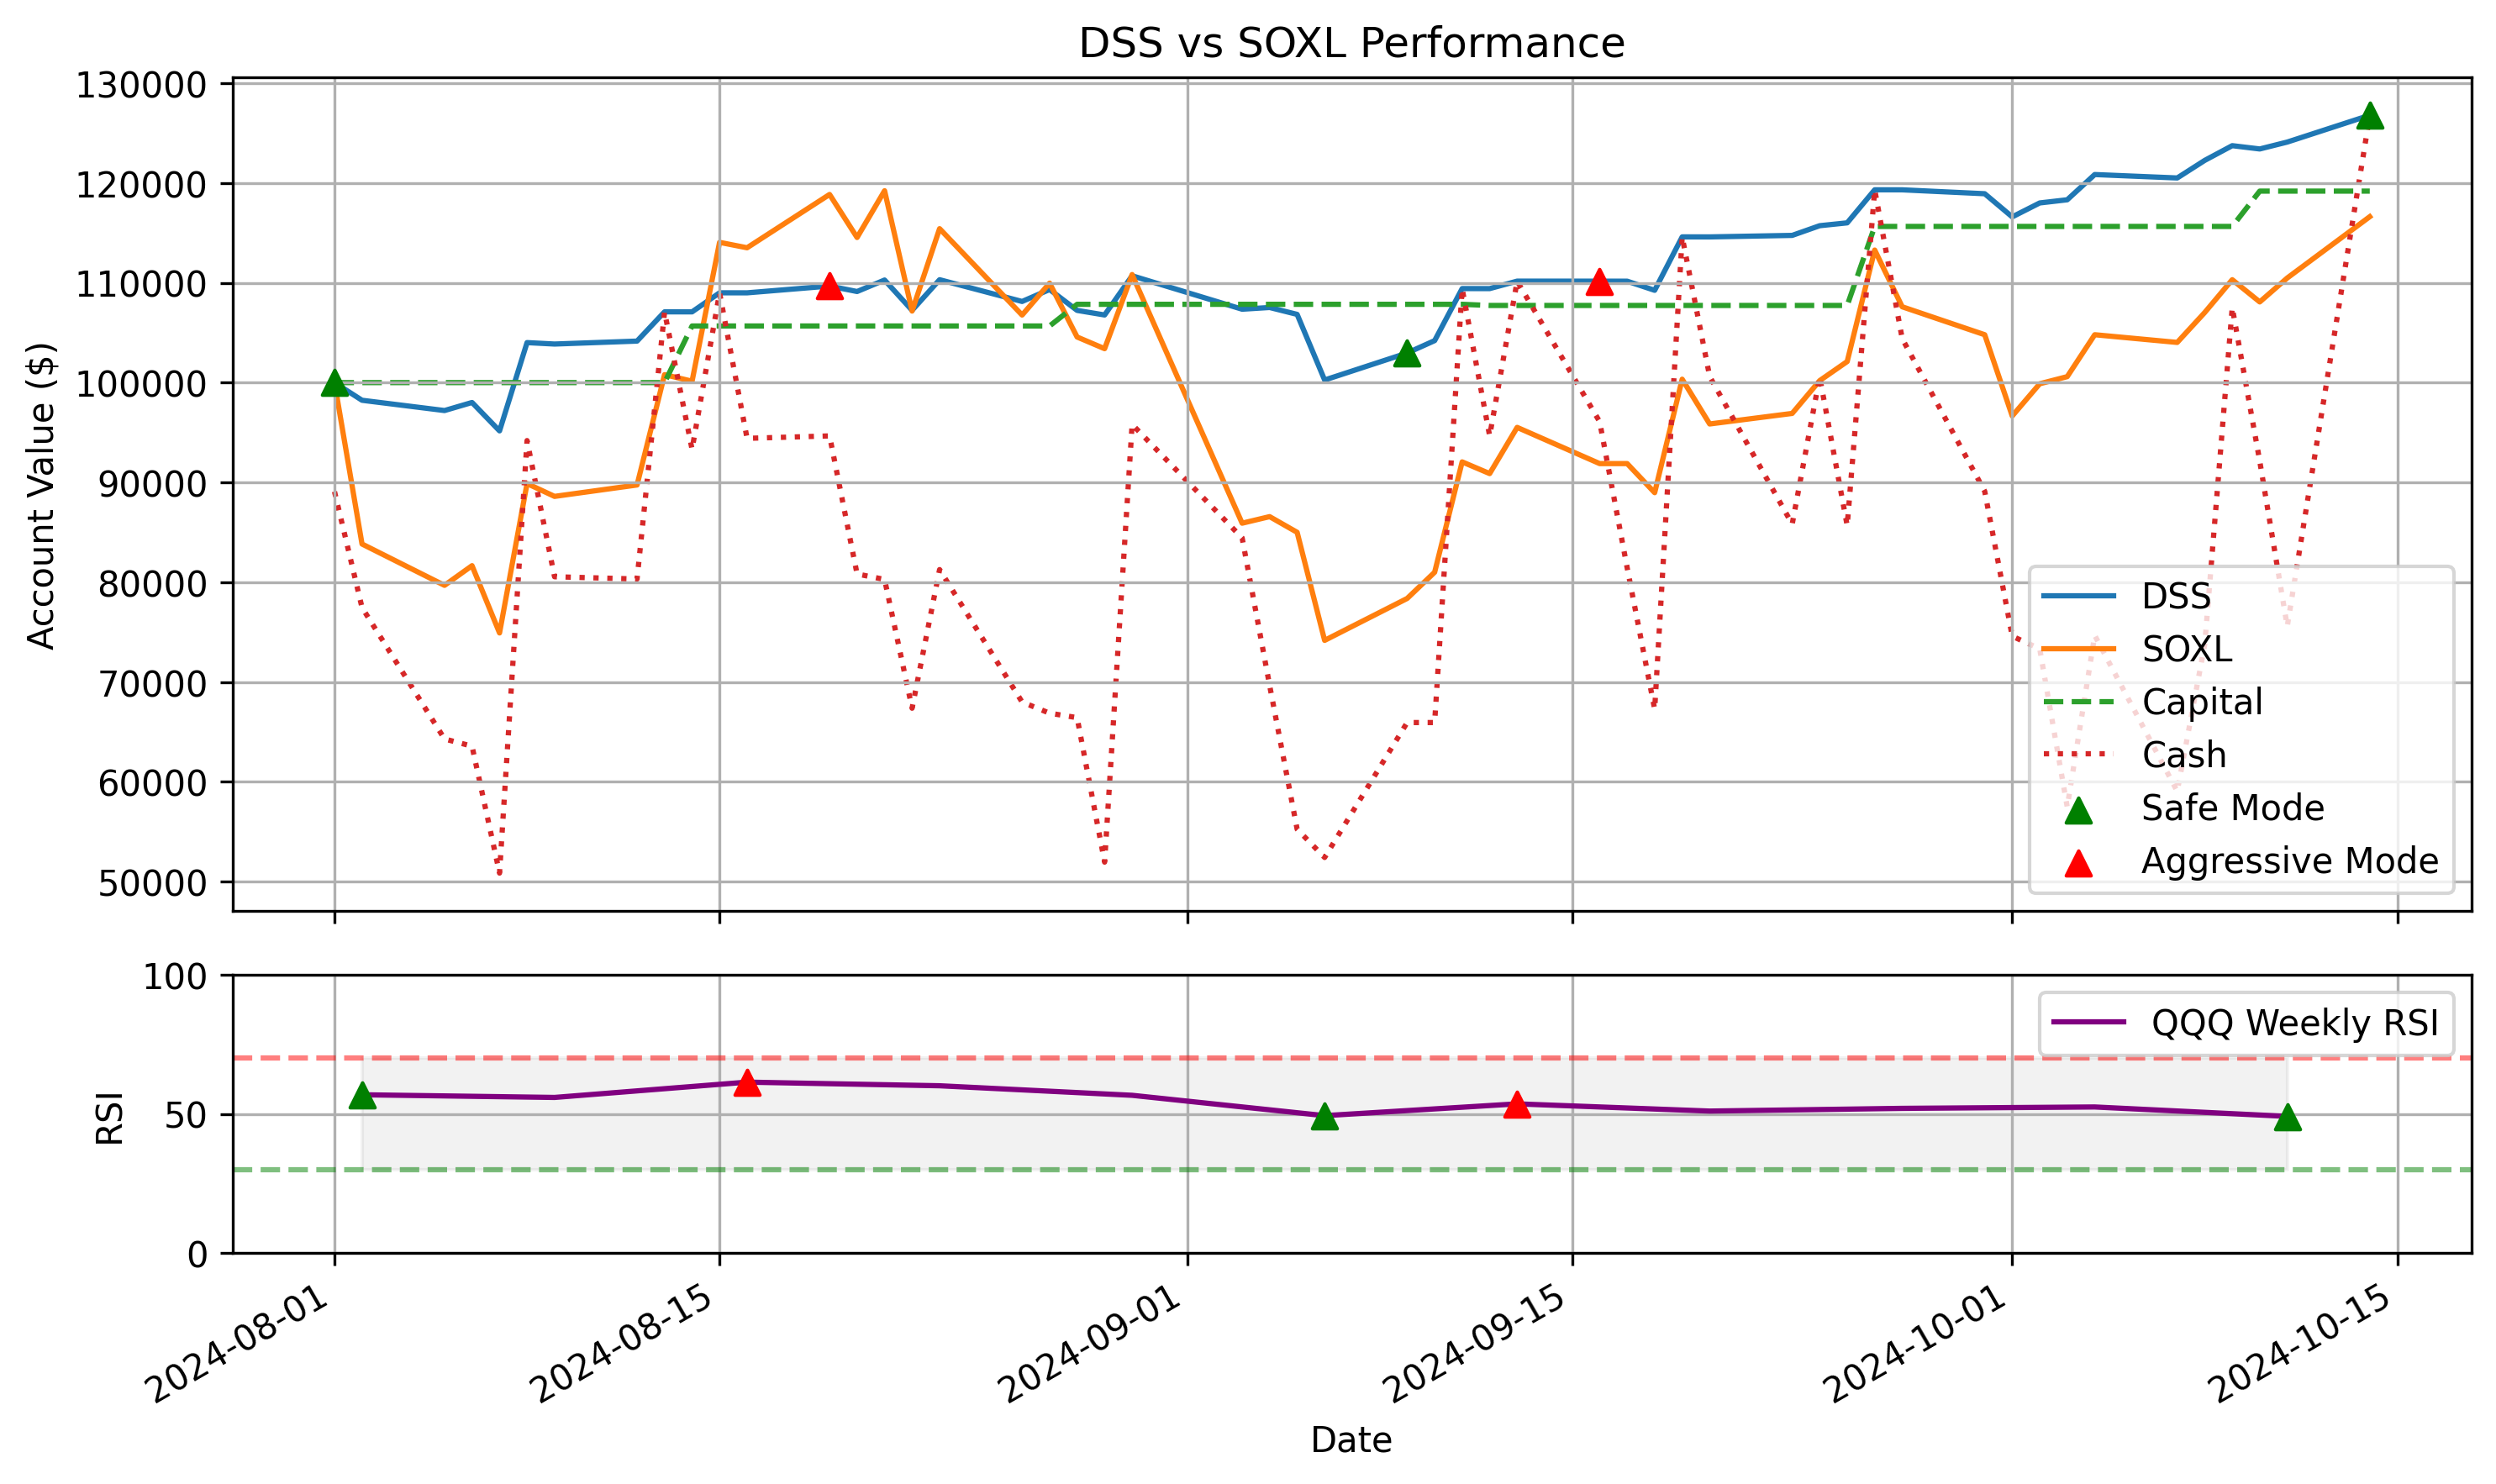 DSS vs SOXL Performance
130000
120000
110000
100000
90000
80000
70000
60000
50000
Account Value ($)
DSS
SOXL
Capital
Cash
Safe Mode
Aggressive Mode
100
50
0
RSI
QQQ Weekly RSI
2024-08-01
2024-08-15
2024-09-01
2024-09-15
2024-10-01
2024-10-15
Date